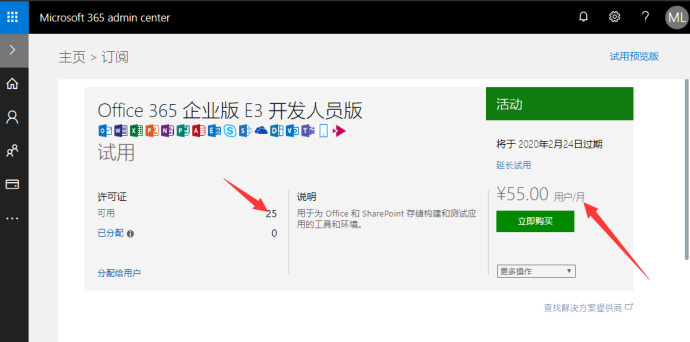 Microsoft 365 admin center
ML
主页 > 订阅
试用预览版
Office 365 企业版 E3 开发人员版
试用
活动
将于 2020年2月24日过期
延长试用
¥55.00 用户/月
立即购买
许可证
可用 25
已分配 0
分配给用户
说明
用于为 Office 和 SharePoint 存储构建和测试应
用的工具和环境。
更多操作
查找解决方案提供商